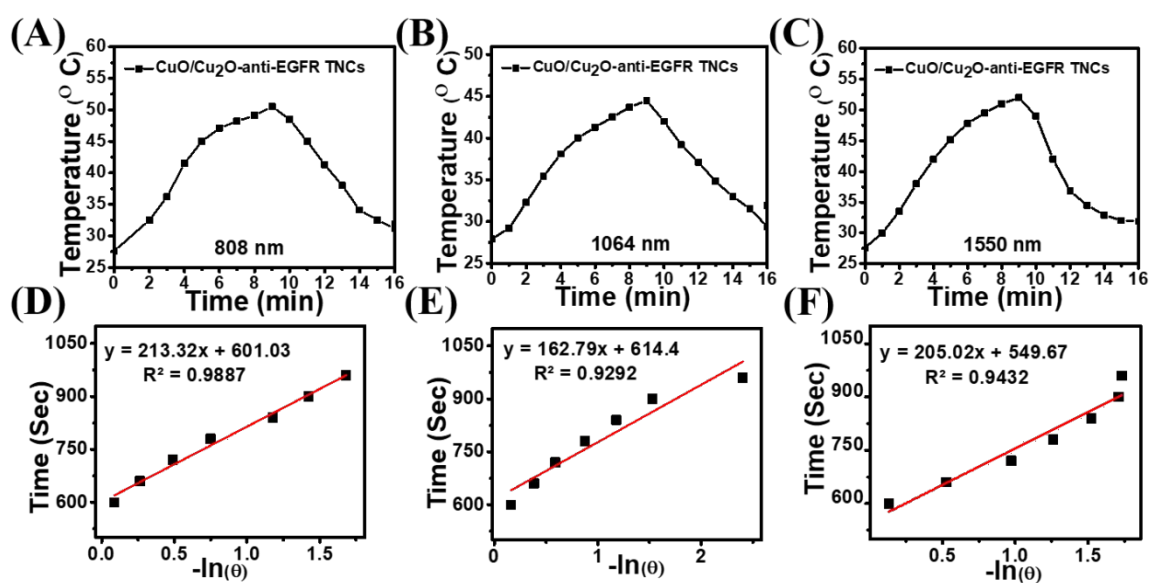 (A)
60
55
50
45
40
35
30
25
Temperature (° C)
CuO/Cu₂O-anti-EGFR TNCs
808 nm
0 2 4 6 8 10 12 14 16
Time (min)
(B)
50
45
40
35
30
25
Temperature (° C)
CuO/Cu₂O-anti-EGFR TNCs
1064 nm
0 2 4 6 8 10 12 14 16
Time (min)
(C)
60
55
50
45
40
35
30
25
Temperature (° C)
CuO/Cu₂O-anti-EGFR TNCs
1550 nm
0 2 4 6 8 10 12 14 16
Time (min)
(D)
1050
900
750
600
Time (Sec)
y = 213.32x + 601.03
R² = 0.9887
0.0 0.5 1.0 1.5
-ln(θ)
(E)
1050
900
750
600
Time (Sec)
y = 162.79x + 614.4
R² = 0.9292
0 1 2
-ln(θ)
(F)
1050
900
750
600
Time (Sec)
y = 205.02x + 549.67
R² = 0.9432
0.5 1.0 1.5
-ln(θ)